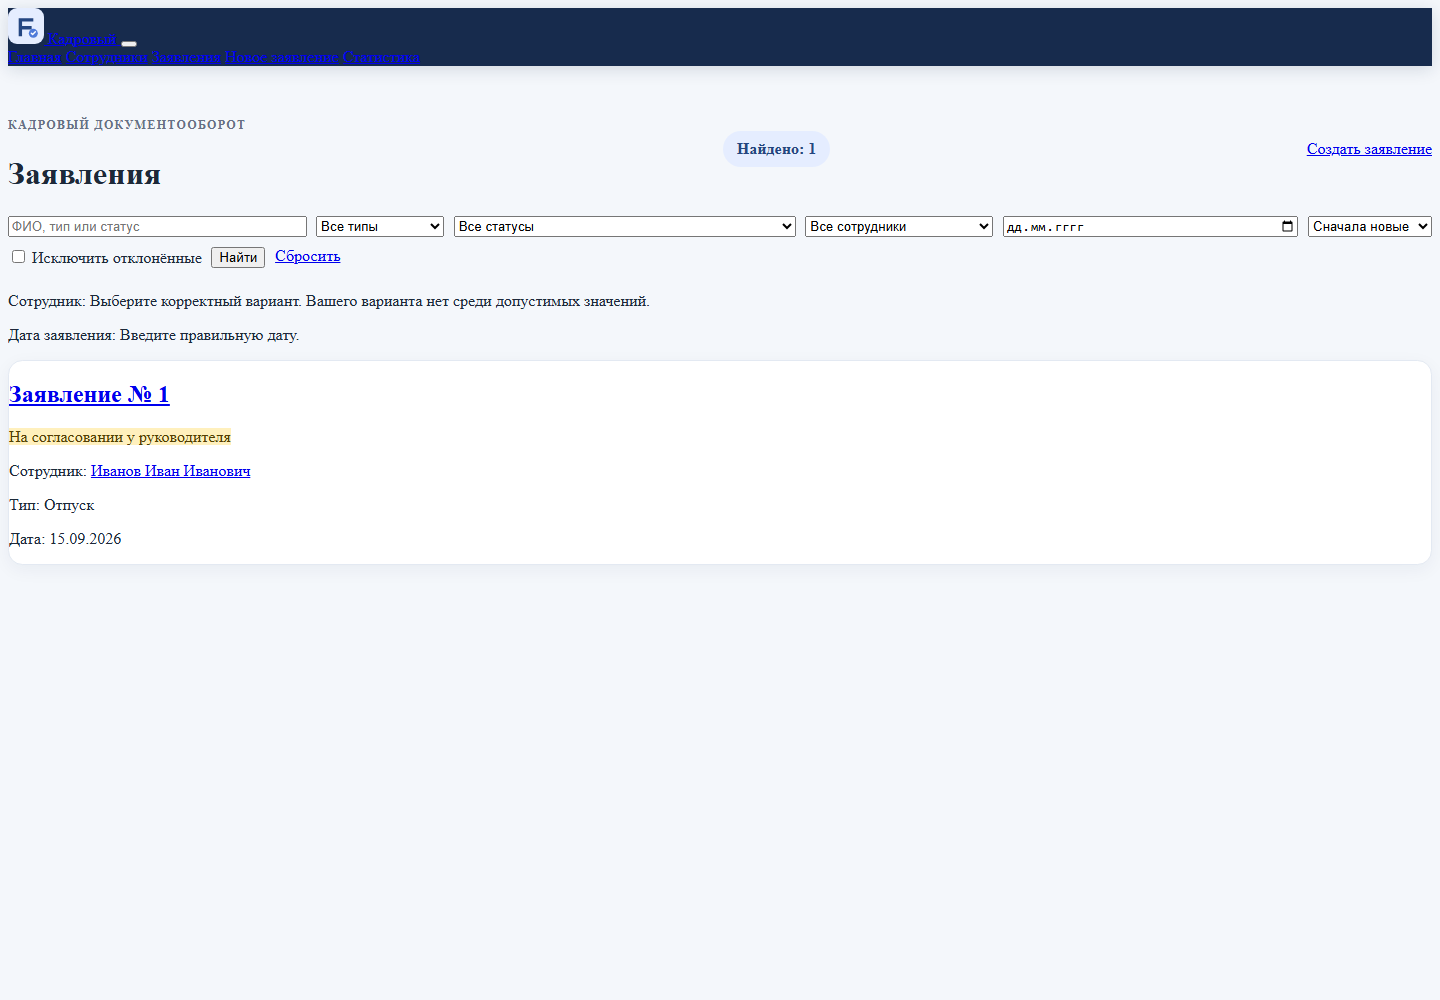 Кадровый
Главная Сотрудники Заявления Новое заявление Статистика
КАДРОВЫЙ ДОКУМЕНТООБОРОТ
Заявления
Найдено: 1
Создать заявление
ФИО, тип или статус Все типы Все статусы Все сотрудники дд.мм.гггг Сначала новые
Исключить отклонённые Найти Сбросить
Сотрудник: Выберите корректный вариант. Вашего варианта нет среди допустимых значений.
Дата заявления: Введите правильную дату.
Заявление № 1
На согласовании у руководителя
Сотрудник: Иванов Иван Иванович
Тип: Отпуск
Дата: 15.09.2026